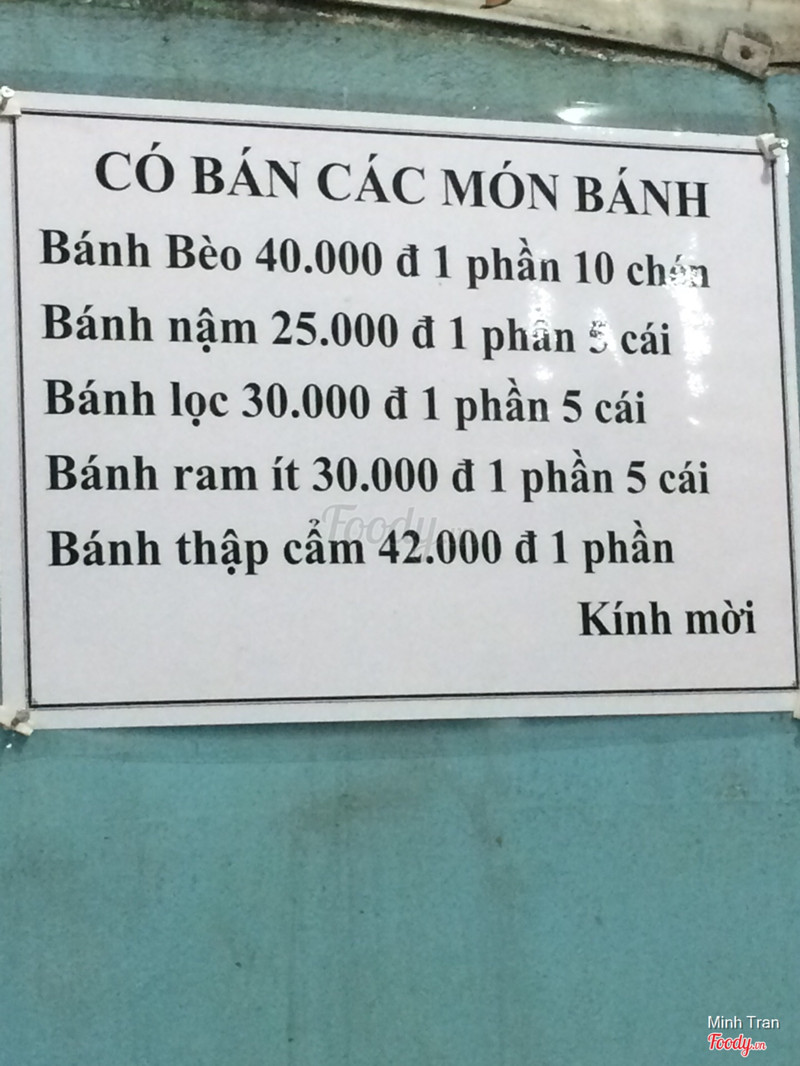 CÓ BÁN CÁC MÓN BÁNH
Bánh Bèo 40.000 đ 1 phần 10 chén
Bánh nậm 25.000 đ 1 phần 5 cái
Bánh lọc 30.000 đ 1 phần 5 cái
Bánh ram ít 30.000 đ 1 phần 5 cái
Foody.vn
Bánh thập cẩm 42.000 đ 1 phần
Kính mời
Minh Tran
Foody.vn